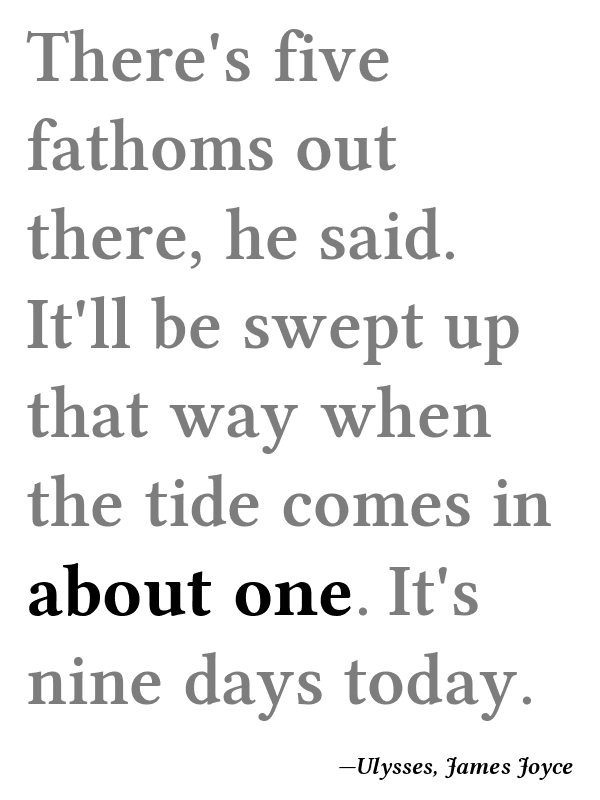 There's five
fathoms out
there, he said.
It'll be swept up
that way when
the tide comes in
about one. It's
nine days today.
—Ulysses, James Joyce